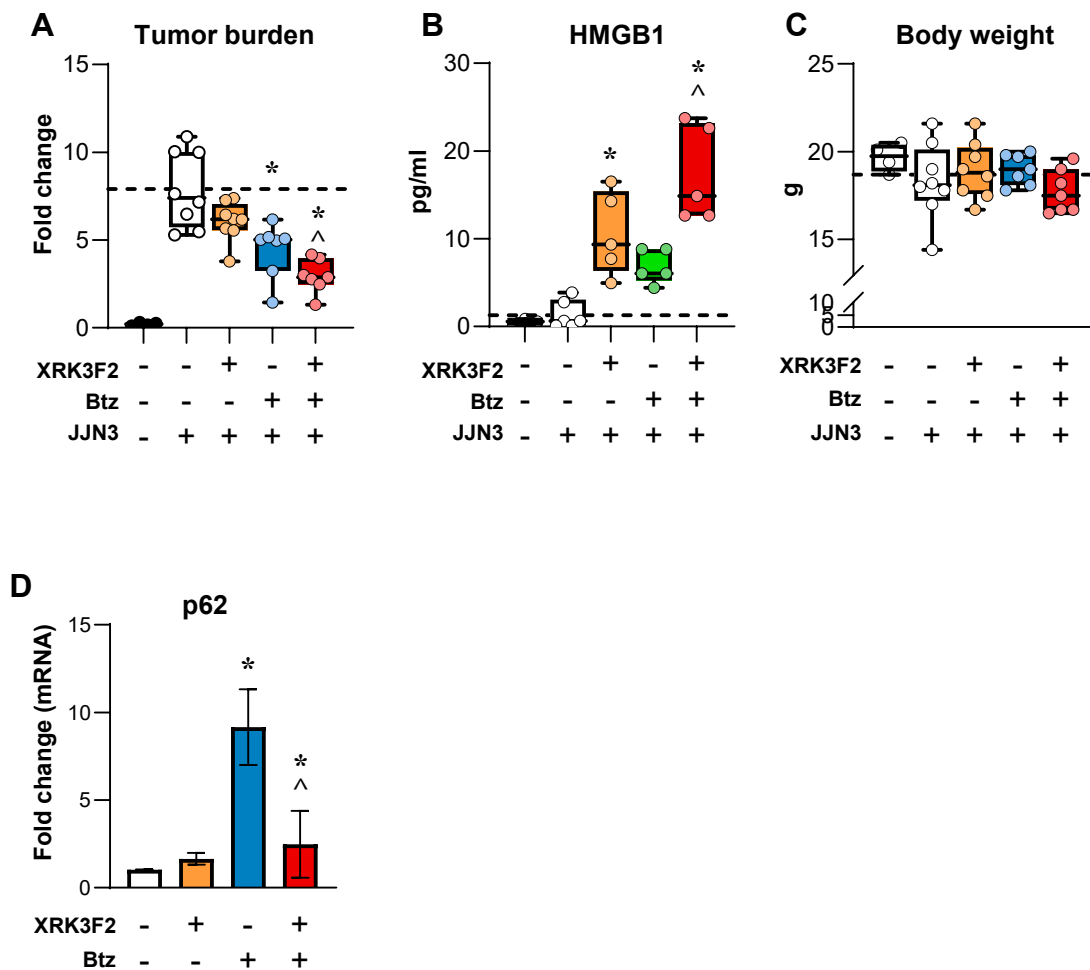 A
Tumor burden
15
10
5
0
Fold change
*
*
^
XRK3F2 - - + - +
Btz - - - + +
JJN3 - + + + +
B
HMGB1
30
20
10
0
pg/ml
*
*
^
XRK3F2 - - + - +
Btz - - - + +
JJN3 - + + + +
C
Body weight
25
20
15
10
5
0
g
XRK3F2 - - + - +
Btz - - - + +
JJN3 - + + + +
D
p62
15
10
5
0
Fold change (mRNA)
*
*
^
XRK3F2 - + - +
Btz - - + +